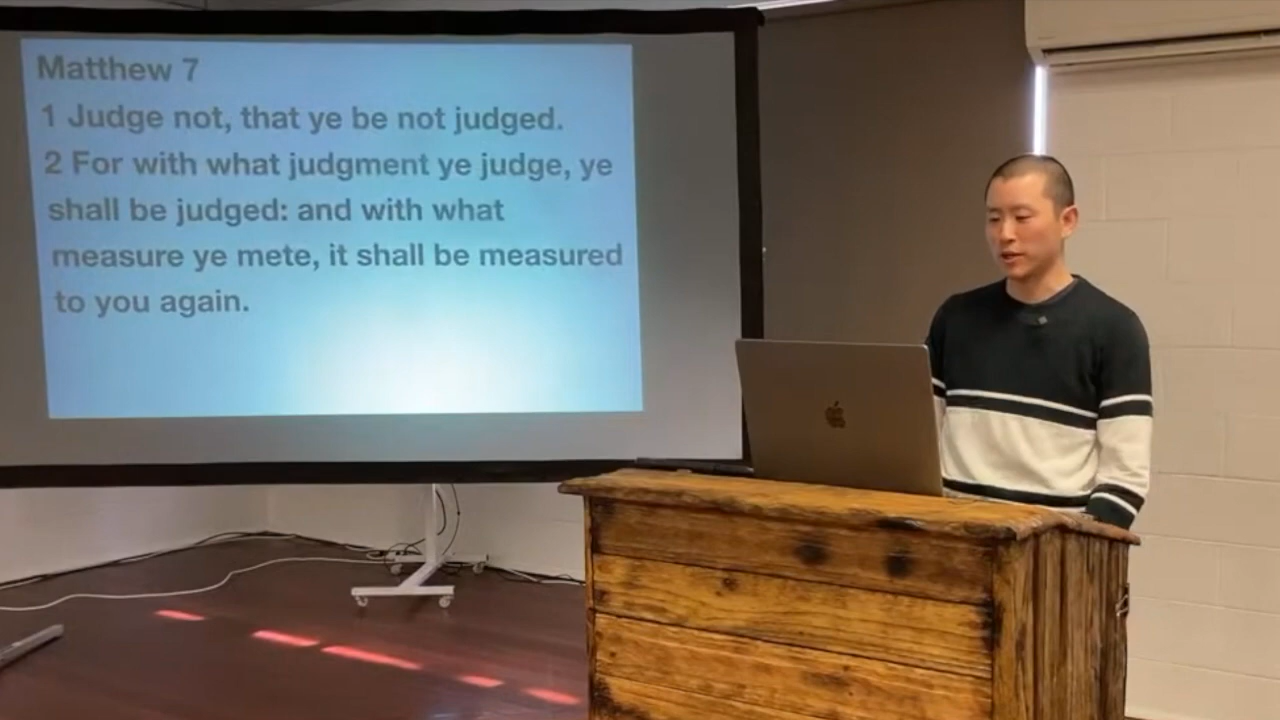 Matthew 7
1 Judge not, that ye be not judged.
2 For with what judgment ye judge, ye
shall be judged: and with what
measure ye mete, it shall be measured
to you again.